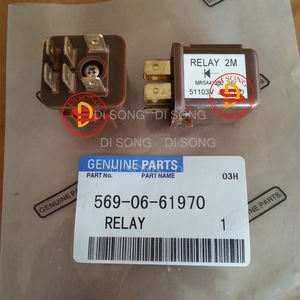 RELAY 2M
51103V
DI SONG DI SONG
DI SONG DI SONG
GENUINE PARTS
PART No. PART NAME 03H
569-06-61970
RELAY 1
GENUINE PARTS